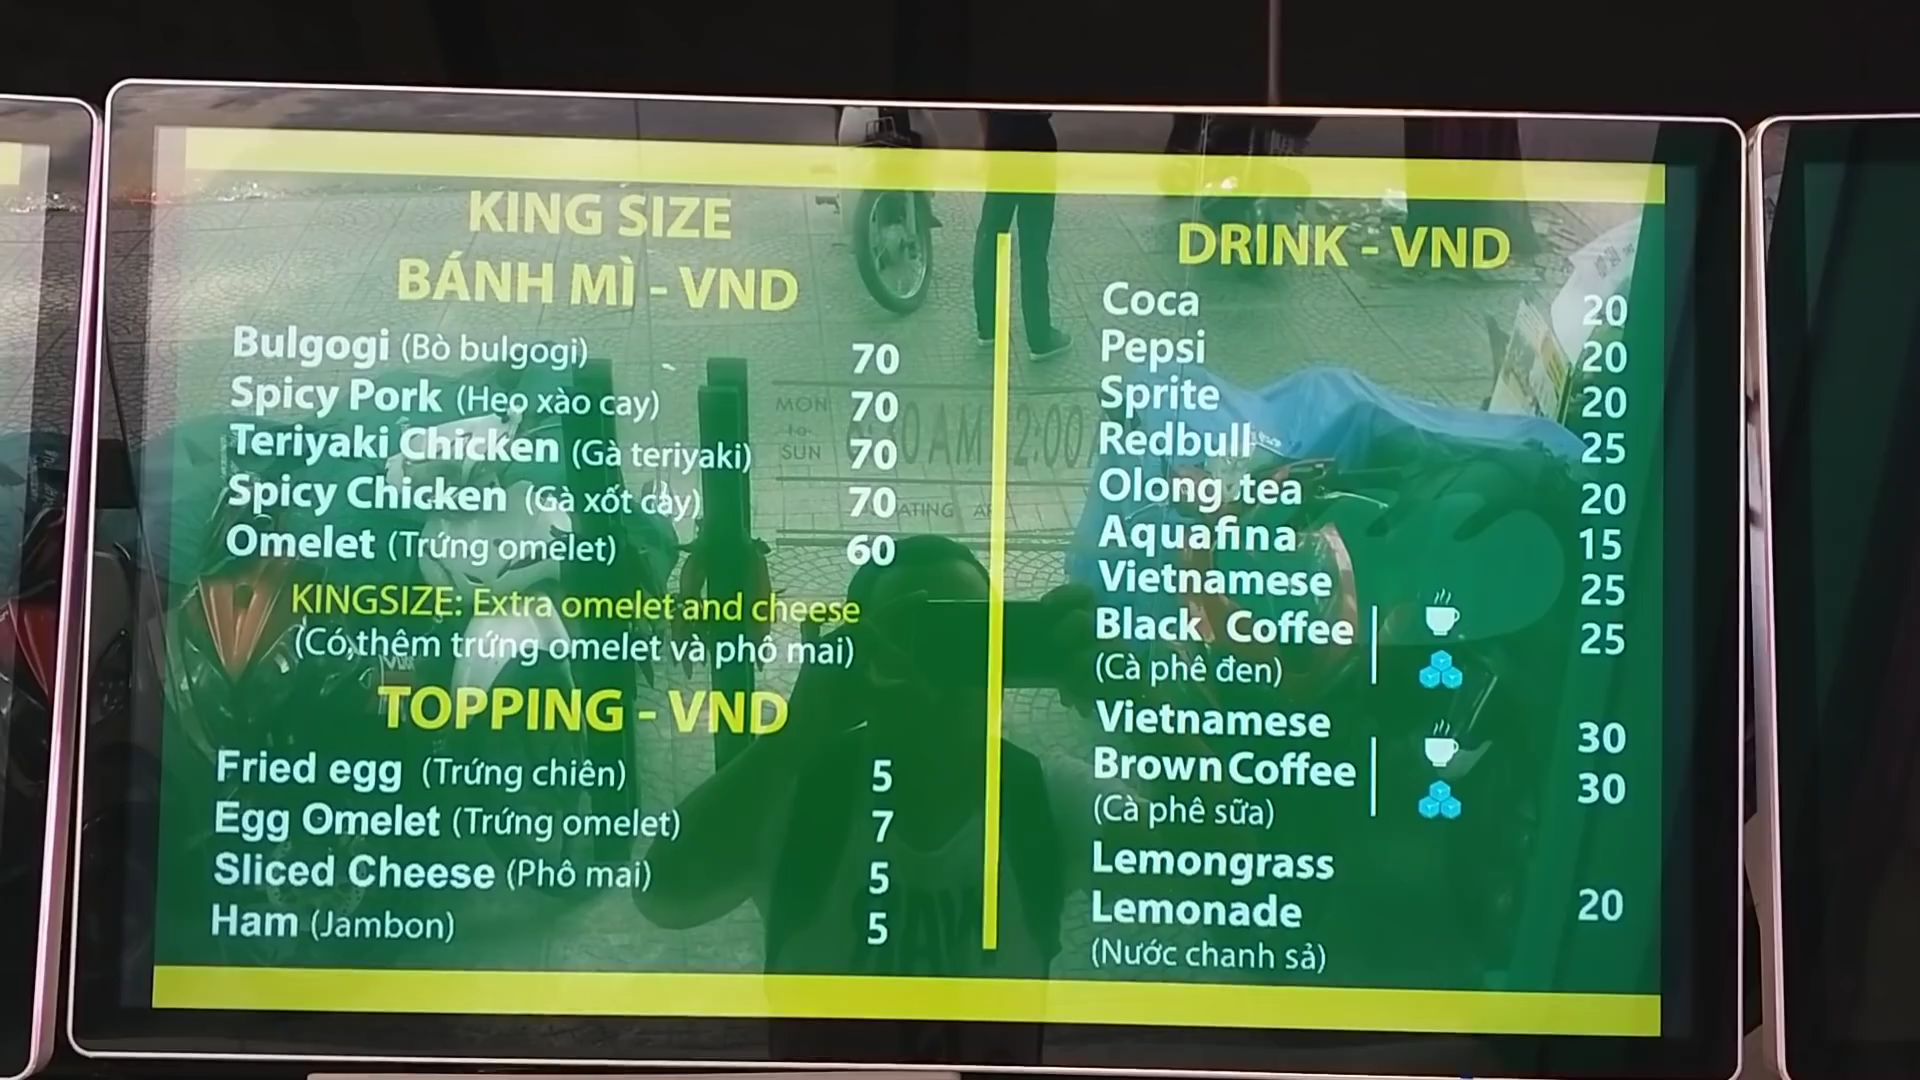 KING SIZE
BÁNH MÌ - VND
Bulgogi (Bò bulgogi) 70
Spicy Pork (Heo xào cay) 70
Teriyaki Chicken (Gà teriyaki) 70
Spicy Chicken (Gà xốt cay) 70
Omelet (Trứng omelet) 60
KINGSIZE: Extra omelet and cheese
(Có thêm trứng omelet và phô mai)
TOPPING - VND
Fried egg (Trứng chiên) 5
Egg Omelet (Trứng omelet) 7
Sliced Cheese (Phô mai) 5
Ham (Jambon) 5
DRINK - VND
Coca 20
Pepsi 20
Sprite 20
Redbull 25
Olong tea 20
Aquafina 15
Vietnamese 25
Black Coffee 25
(Cà phê đen)
Vietnamese 30
Brown Coffee 30
(Cà phê sữa)
Lemongrass
Lemonade 20
(Nước chanh sả)
MON
to
SUN